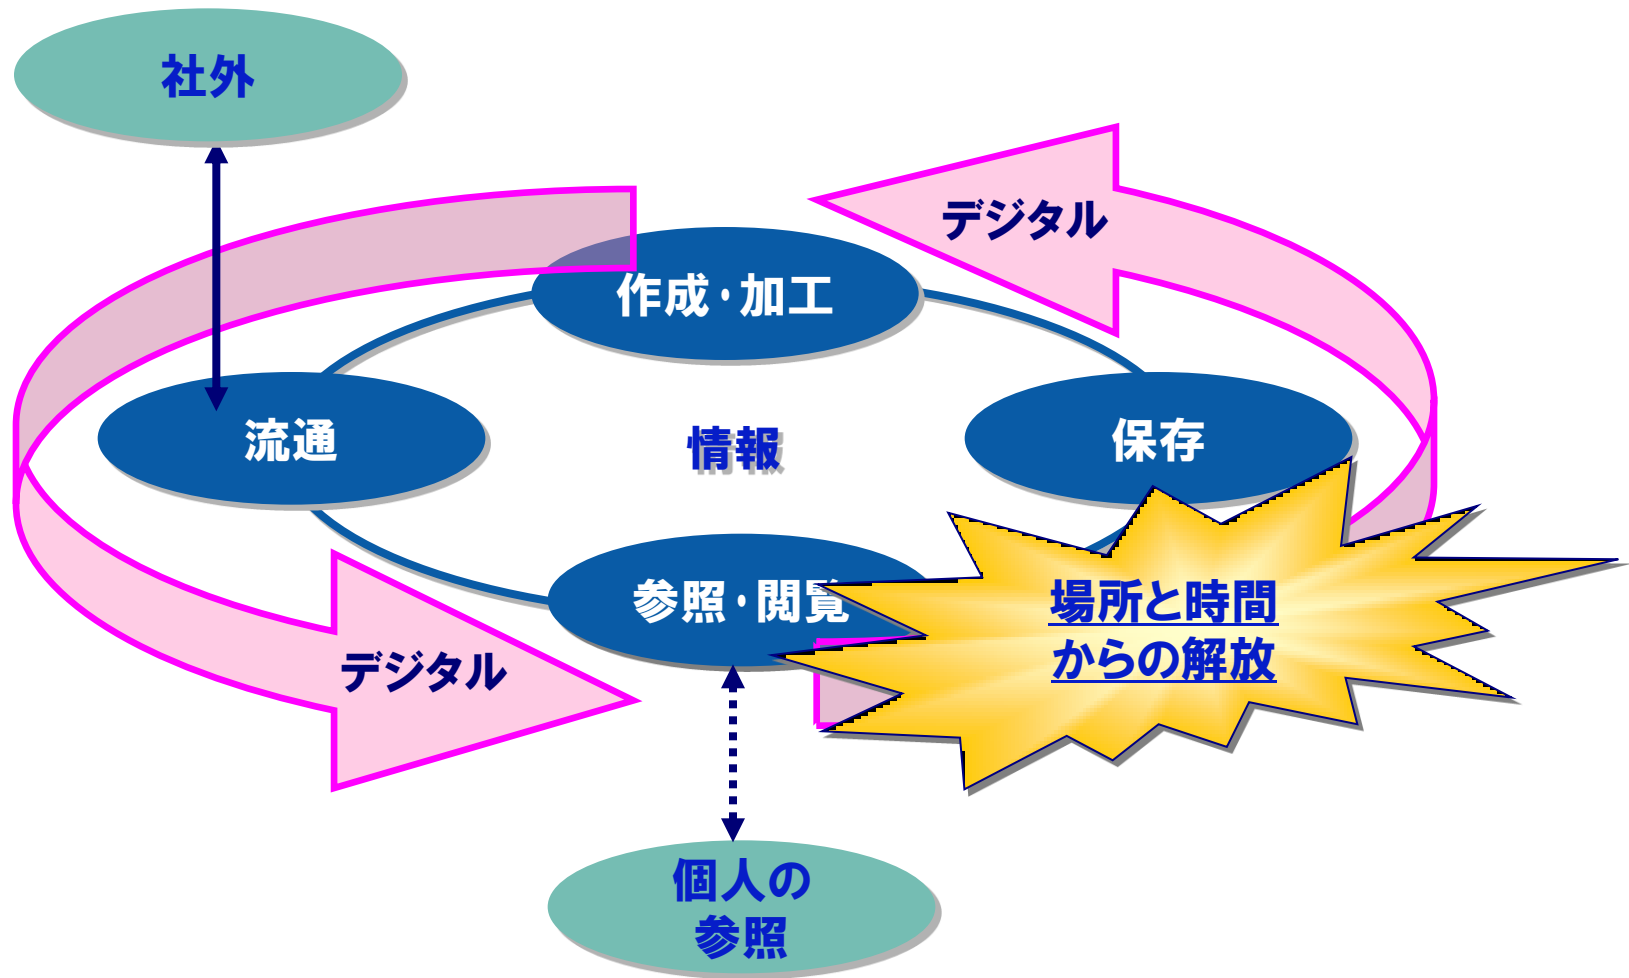 社外
デジタル
作成・加工
流通
情報
保存
参照・閲覧
場所と時間
からの解放
デジタル
個人の
参照